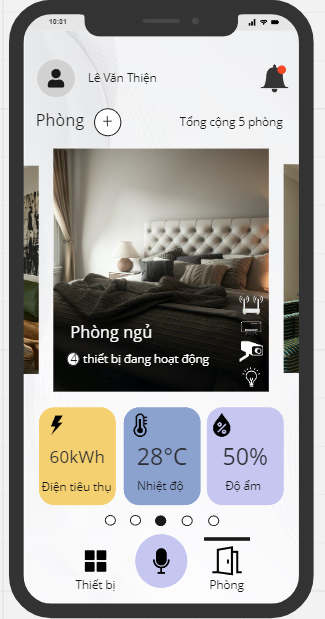 10:31
Lê Văn Thiện
Phòng +
Tổng cộng 5 phòng
Phòng ngủ
4 thiết bị đang hoạt động
60kWh
Điện tiêu thụ
28°C
Nhiệt độ
%
50%
Độ ẩm
Thiết bị
Phòng